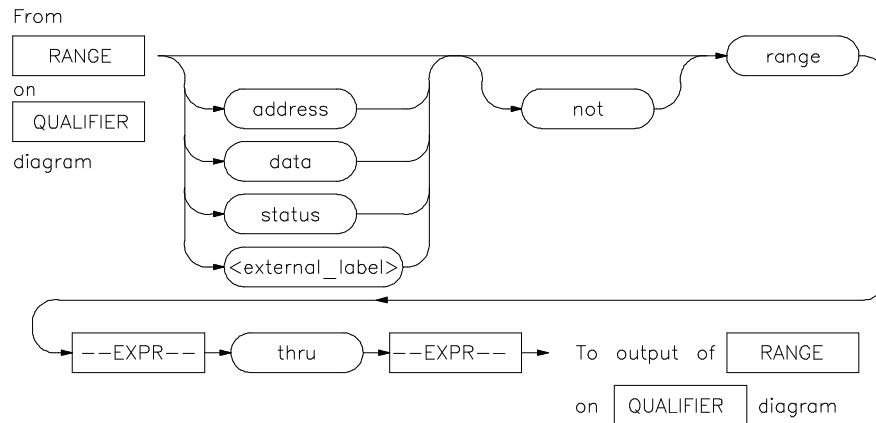 From
RANGE
on
QUALIFIER
diagram
address
data
status
<external_label>
not
range
--EXPR--
thru
--EXPR--
To output of RANGE
on QUALIFIER diagram